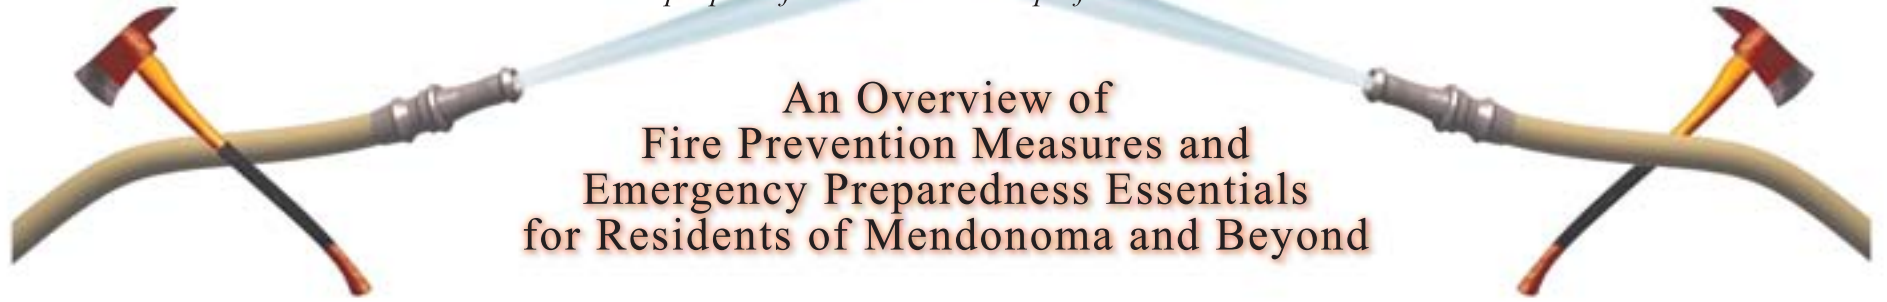 An Overview of
Fire Prevention Measures and
Emergency Preparedness Essentials
for Residents of Mendonoma and Beyond